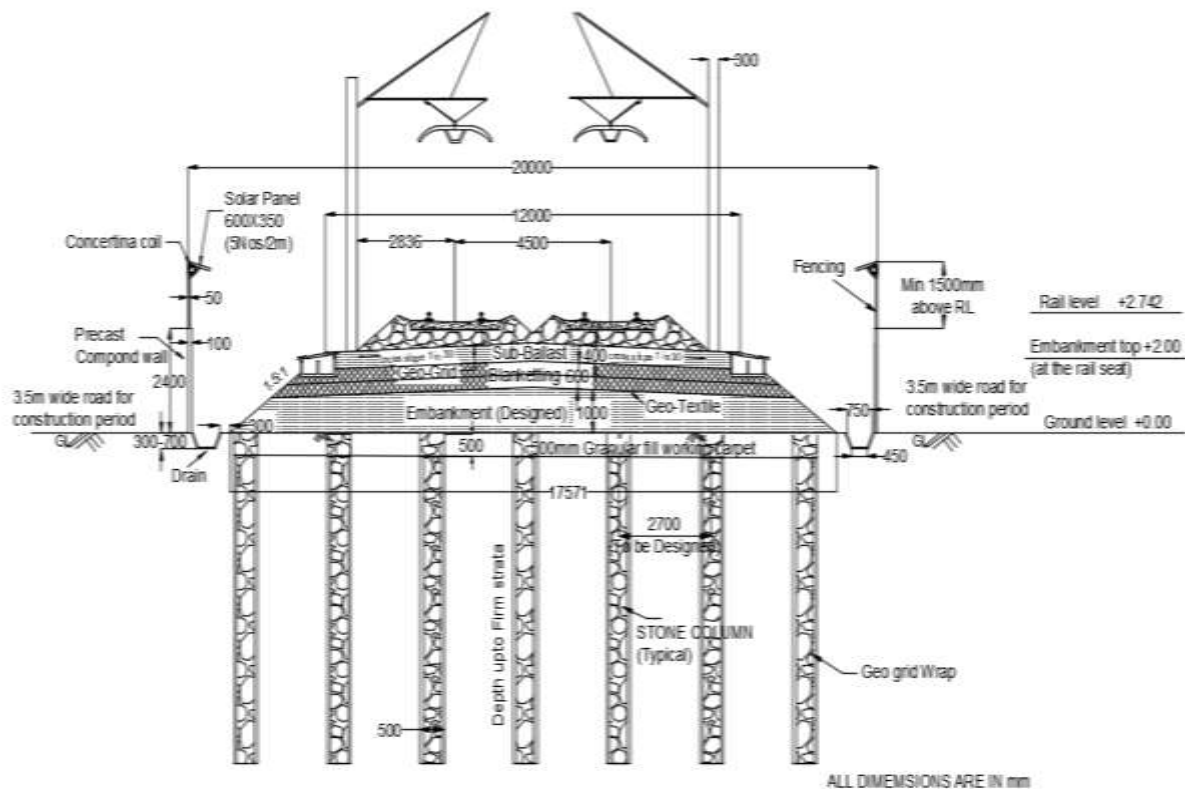 300
20000
Solar Panel
600X350
(5Nos/2m)
12000
Concertina coil
2836
4500
Fencing
Min 1500mm
above RL
50
Rail level +2.742
Precast
Compond wall
100
2400
Sub-Ballast
400
Embankment top +2.00
(at the rail seat)
Geo-Grid
Blanketting 600
1.5:1
Geo-Textile
3.5m wide road for
construction period
Embankment (Designed)
1000
750
3.5m wide road for
construction period
300
Ground level +0.00
GL
300-700
500
Granular fill working carpet
GL
Drain
450
17571
2700
be Designed
Depth upto Firm strata
STONE COLUMN
(Typical)
Geo grid Wrap
500
ALL DIMEMSIONS ARE IN mm